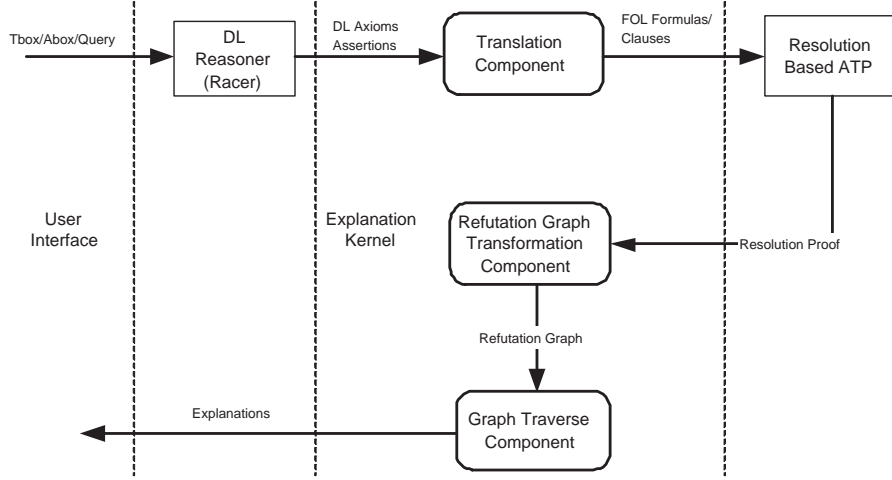 Tbox/Abox/Query
DL
Reasoner
(Racer)
DL Axioms
Assertions
Translation
Component
FOL Formulas/
Clauses
Resolution
Based ATP
User
Interface
Explanation
Kernel
Refutation Graph
Transformation
Component
Resolution Proof
Refutation Graph
Explanations
Graph Traverse
Component